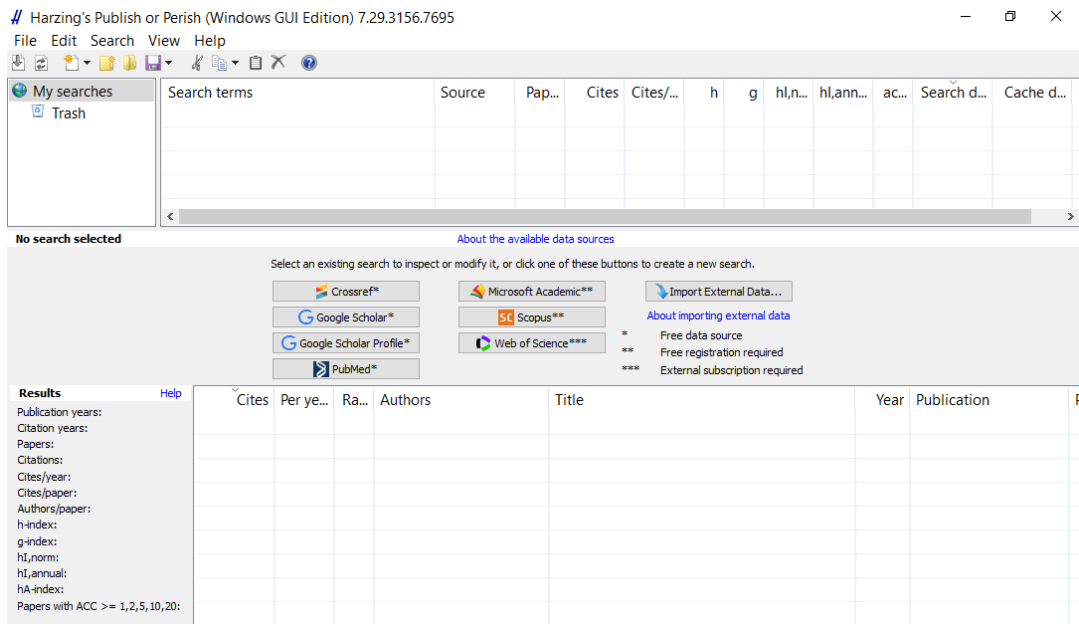 Harzing's Publish or Perish (Windows GUI Edition) 7.29.3156.7695
File Edit Search View Help
My searches
Trash
Search terms Source Pap... Cites Cites/... h g hI,n... hI,ann... ac... Search d... Cache d...
No search selected
About the available data sources
Select an existing search to inspect or modify it, or click one of these buttons to create a new search.
Crossref* Microsoft Academic** Import External Data...
Google Scholar* SC Scopus** About importing external data
Google Scholar Profile* Web of Science*** * Free data source
** Free registration required
PubMed* *** External subscription required
Results Help
Cites Per ye... Ra... Authors Title Year Publication
Publication years:
Citation years:
Papers:
Citations:
Cites/year:
Cites/paper:
Authors/paper:
h-index:
g-index:
hI,norm:
hI,annual:
hA-index:
Papers with ACC >= 1,2,5,10,20: